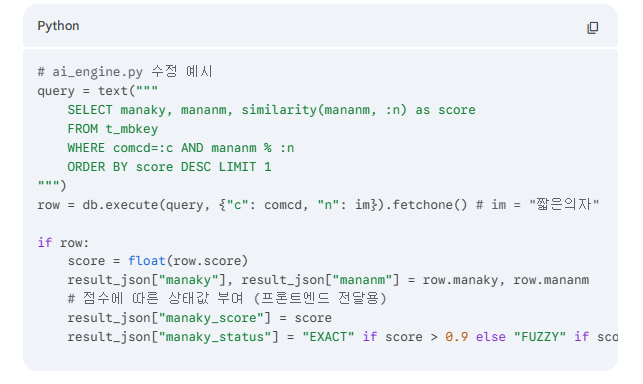 Python
# ai_engine.py 수정 예시
query = text("""
    SELECT manaky, mananm, similarity(mananm, :n) as score
    FROM t_mbkey
    WHERE comcd=:c AND mananm % :n
    ORDER BY score DESC LIMIT 1
""")
row = db.execute(query, {"c": comcd, "n": im}).fetchone() # im = "짧은의자"

if row:
    score = float(row.score)
    result_json["manaky"], result_json["mananm"] = row.manaky, row.mananm
    # 점수에 따른 상태값 부여 (프론트엔드 전달용)
    result_json["manaky_score"] = score
    result_json["manaky_status"] = "EXACT" if score > 0.9 else "FUZZY" if sco